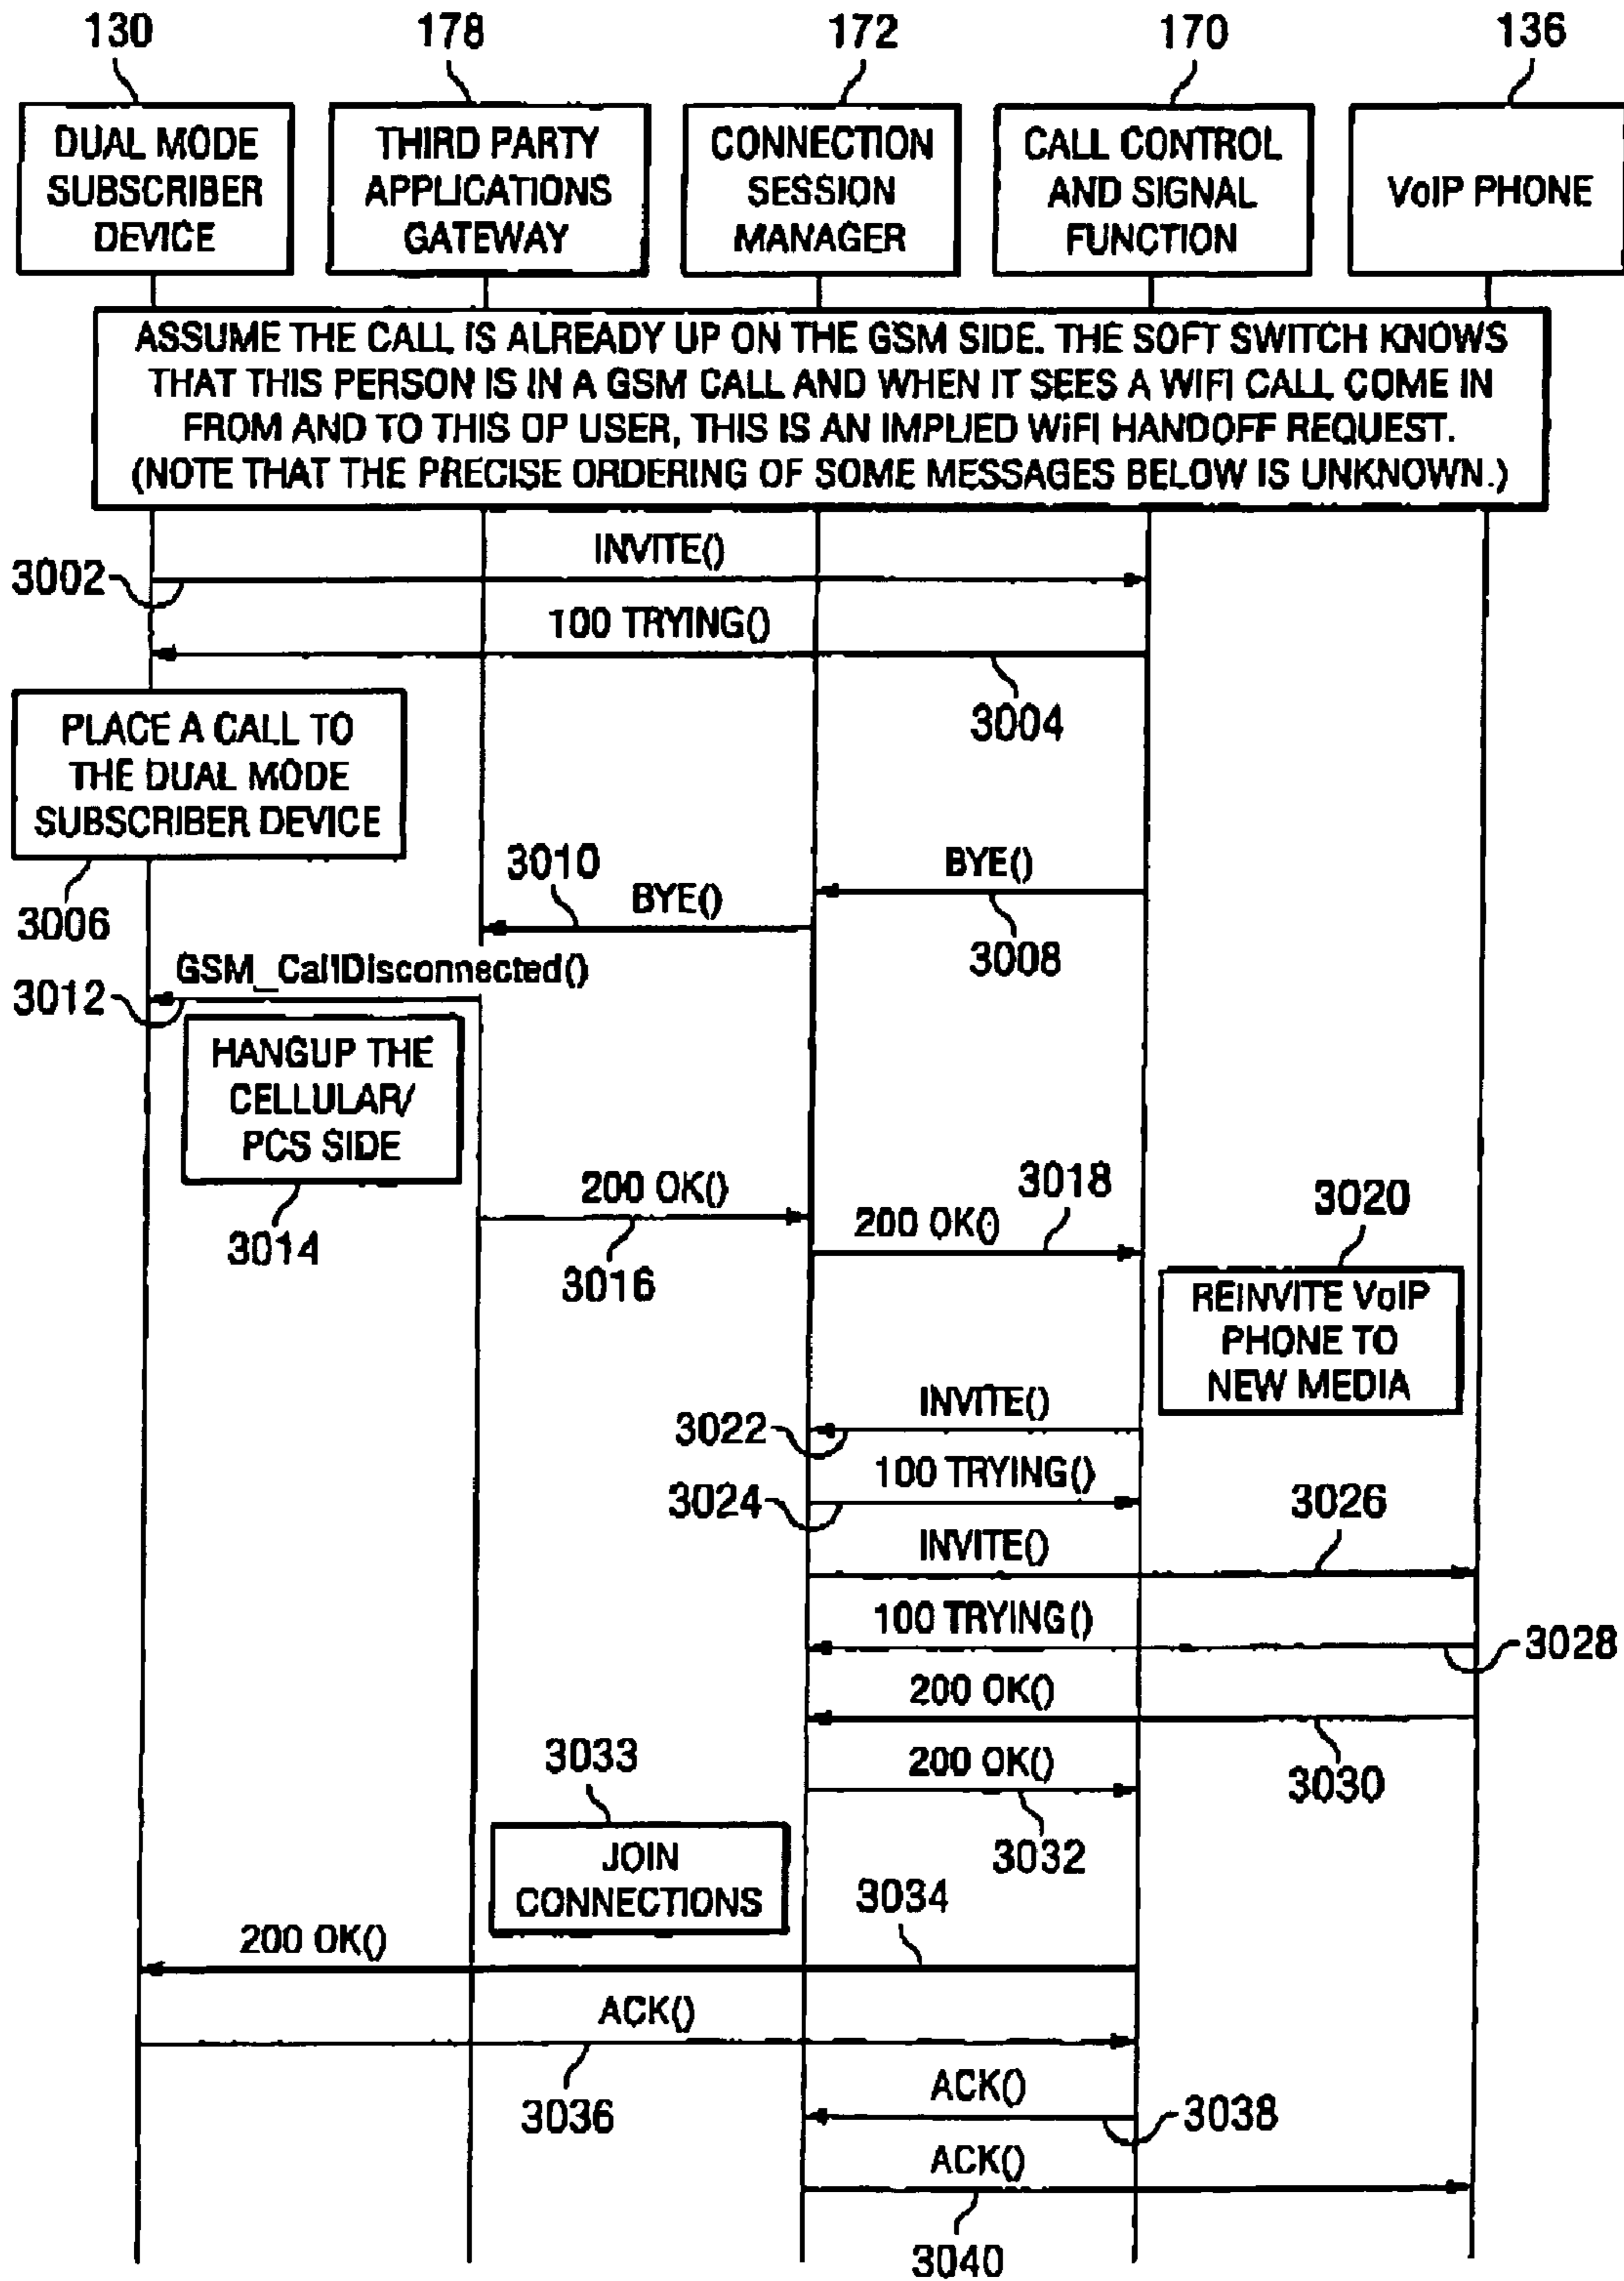 130
178
172
170
136
DUAL MODE
SUBSCRIBER
DEVICE
THIRD PARTY
APPLICATIONS
GATEWAY
CONNECTION
SESSION
MANAGER
CALL CONTROL
AND SIGNAL
FUNCTION
VoIP PHONE
ASSUME THE CALL IS ALREADY UP ON THE GSM SIDE. THE SOFT SWITCH KNOWS
THAT THIS PERSON IS IN A GSM CALL AND WHEN IT SEES A WIFI CALL COME IN
FROM AND TO THIS OP USER, THIS IS AN IMPLIED WiFi HANDOFF REQUEST.
(NOTE THAT THE PRECISE ORDERING OF SOME MESSAGES BELOW IS UNKNOWN.)
INVITE()
3002
100 TRYING()
3004
PLACE A CALL TO
THE DUAL MODE
SUBSCRIBER DEVICE
3006
BYE()
3008
3010
BYE()
GSM_CallDisconnected()
3012
HANGUP THE
CELLULAR/
PCS SIDE
3014
200 OK()
3016
3018
200 OK()
3020
REINVITE VoIP
PHONE TO
NEW MEDIA
INVITE()
3022
100 TRYING()
3024
3026
INVITE()
100 TRYING()
3028
200 OK()
3030
200 OK()
3032
3033
JOIN
CONNECTIONS
3034
200 OK()
ACK()
3036
ACK()
3038
ACK()
3040